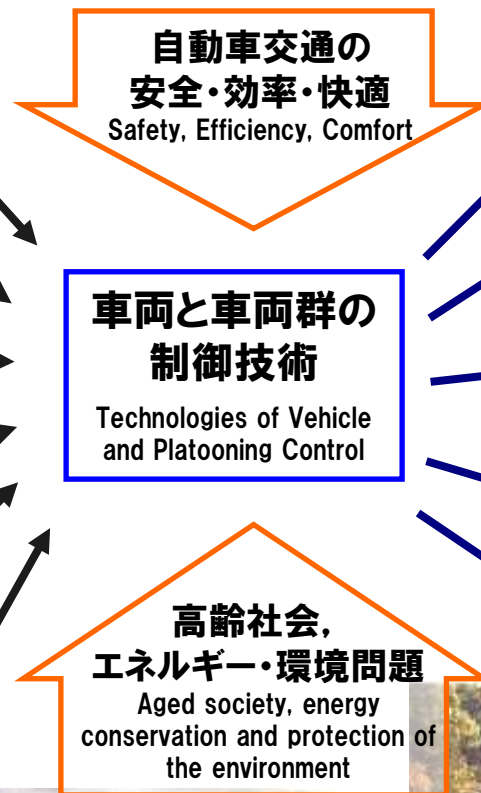 自動車交通の
安全・効率・快適
Safety, Efficiency, Comfort
車両と車両群の
制御技術
Technologies of Vehicle
and Platooning Control
高齢社会,
エネルギー・環境問題
Aged society, energy
conservation and protection of
the environment